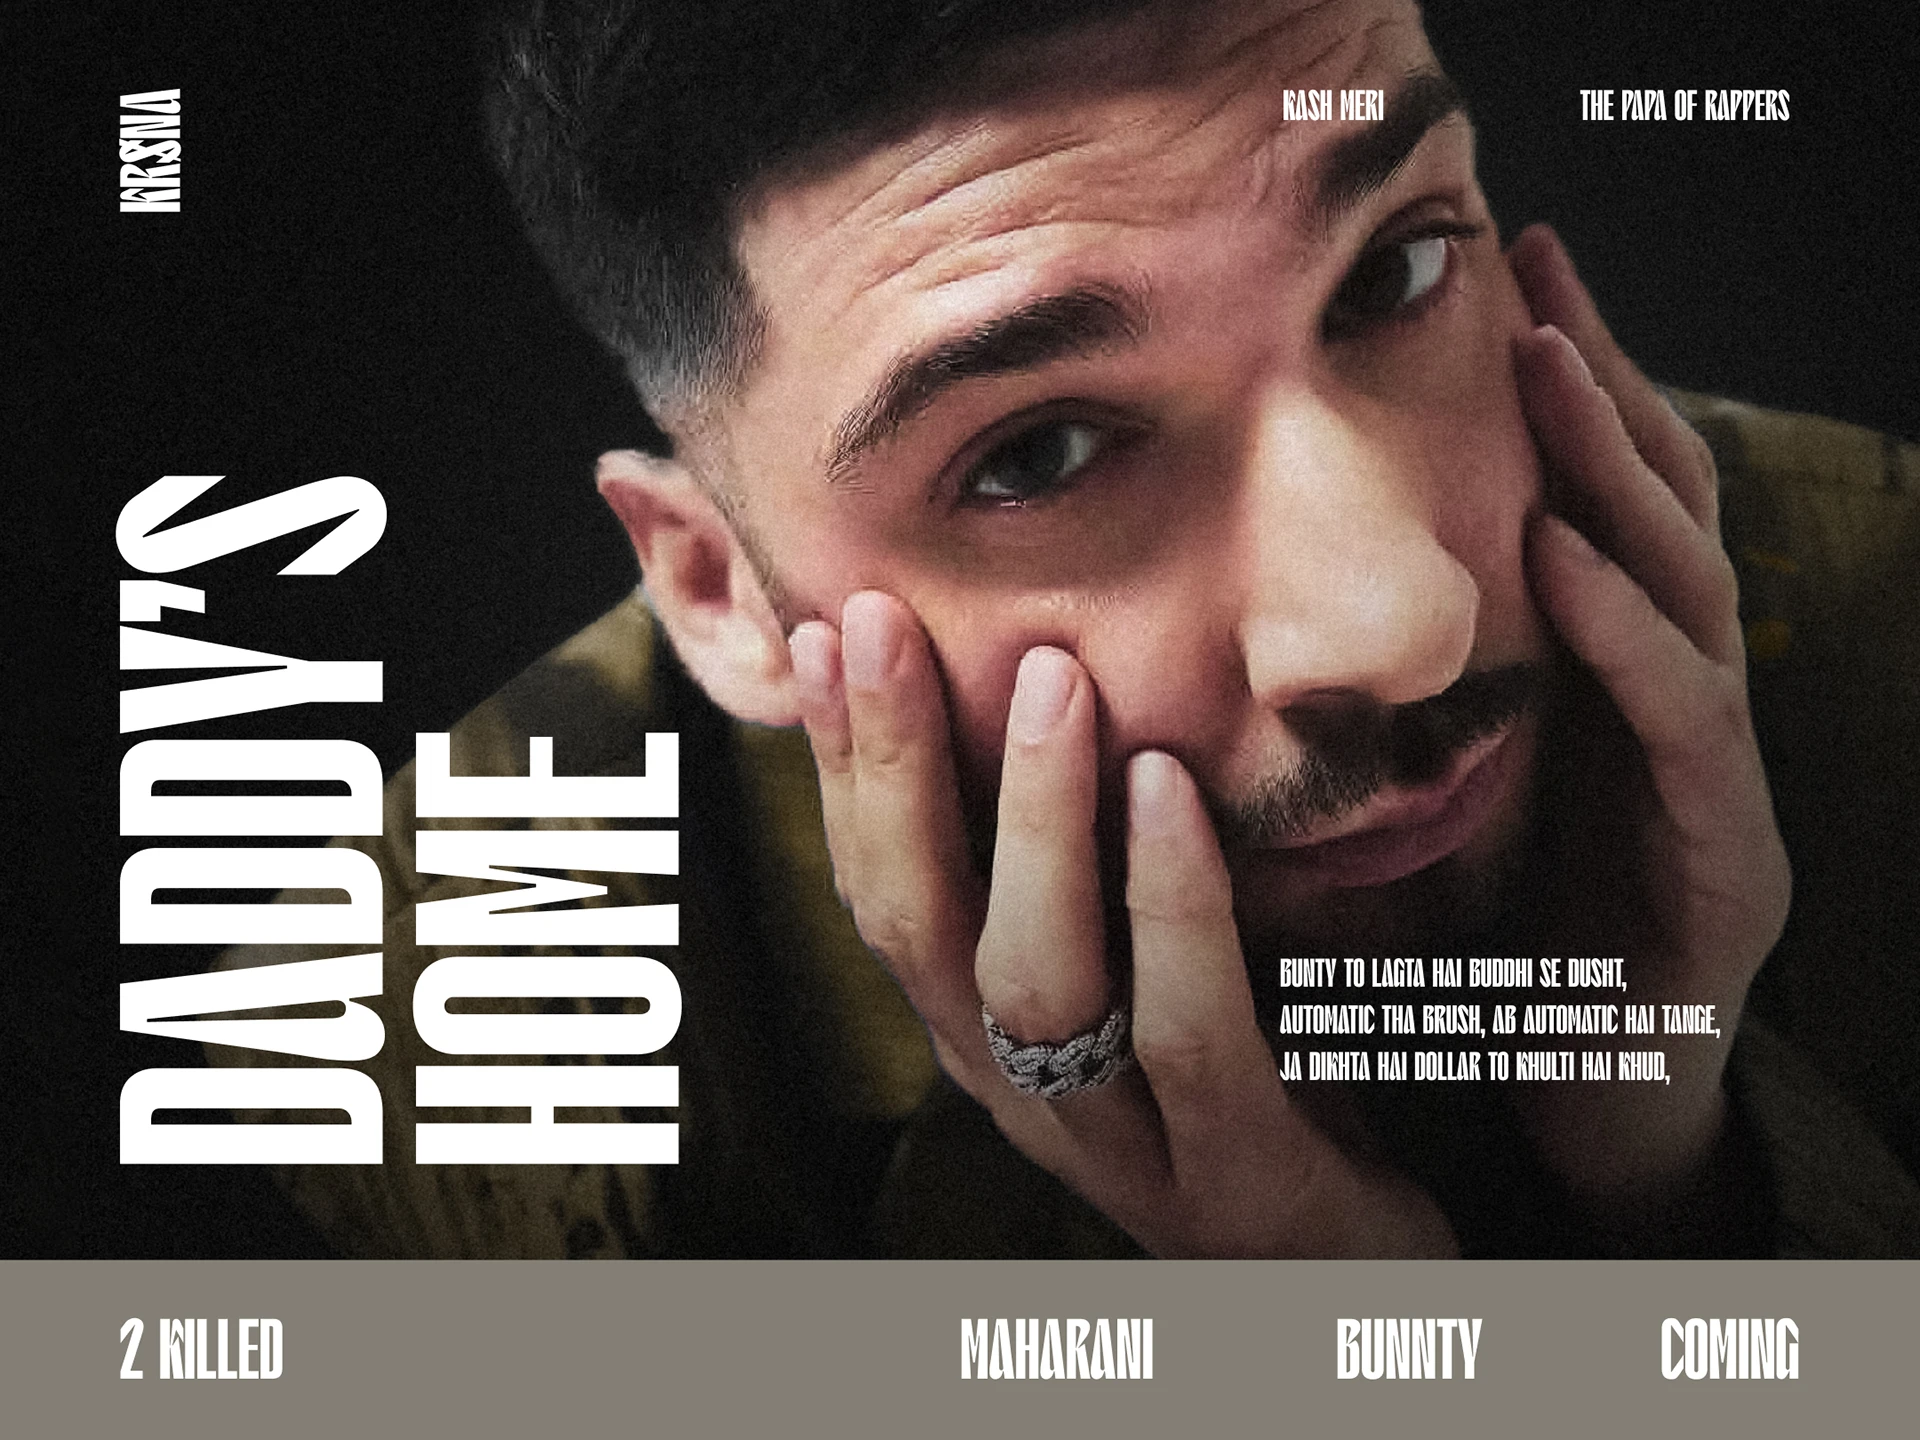 KRSNA
KASH MERI
THE PAPA OF RAPPERS
DADDY'S
HOME
BUNTY TO LAGTA HAI BUDDHI SE DUSHT,
AUTOMATIC THA BRUSH, AB AUTOMATIC HAI TANGE,
JA DIKHTA HAI DOLLAR TO KHULTI HAI KHUD,
2 KILLED
MAHARANI
BUNNTY
COMING